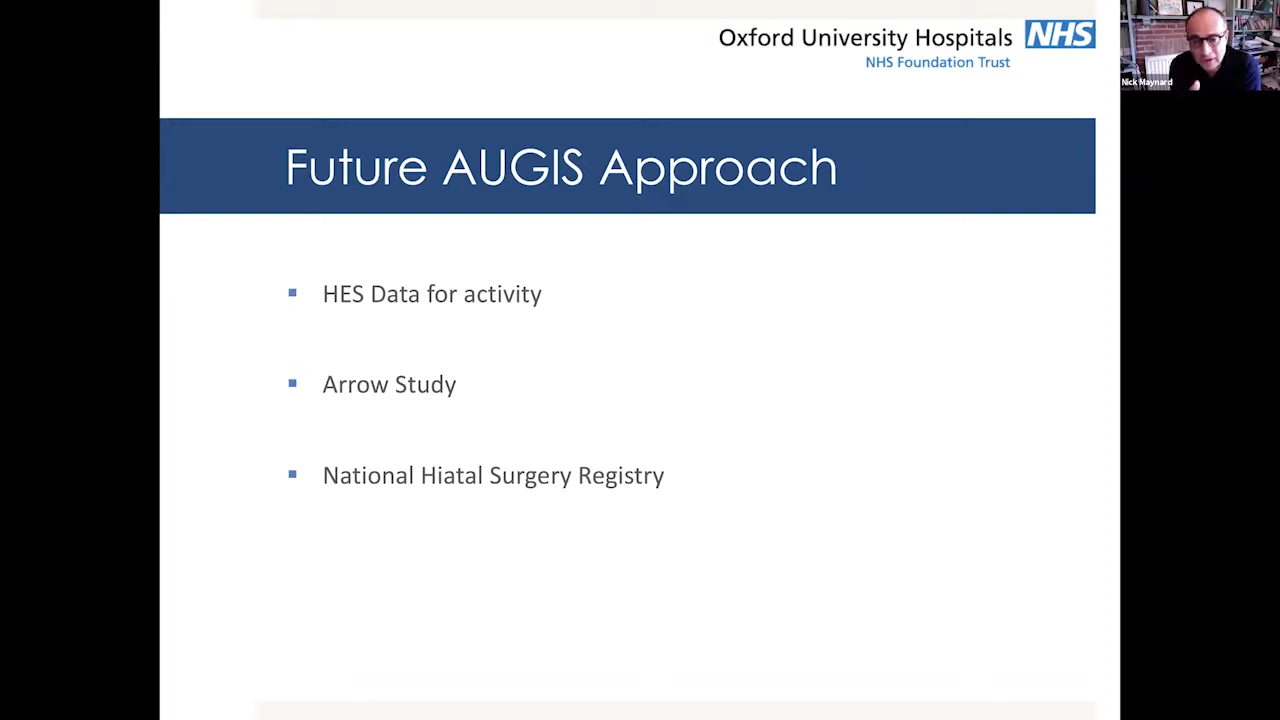 Oxford University Hospitals NHS
NHS Foundation Trust
Nick Maynard
Future AUGIS Approach
HES Data for activity
Arrow Study
National Hiatal Surgery Registry